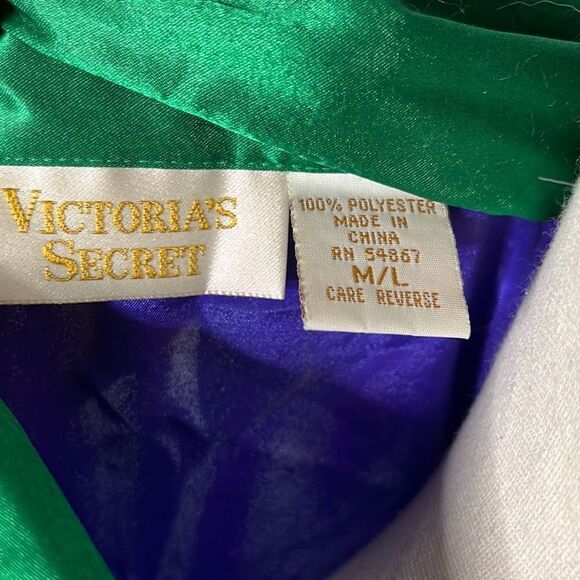 VICTORIA'S
SECRET
100% POLYESTER
MADE IN
CHINA
RN 54867
M/L
CARE REVERSE